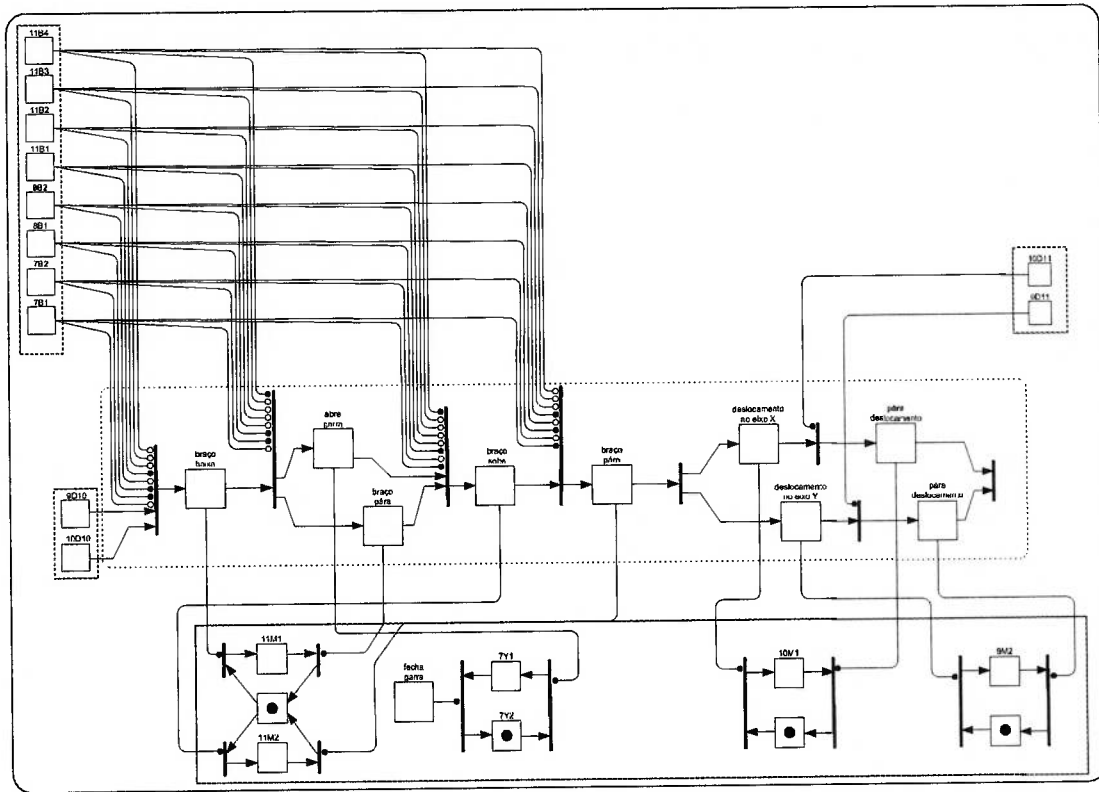 11B4
11B3
11B2
11B1
8B2
8B1
7B2
7B1
10D11
9D11
9D10
10D10
braço
baixa
abre
garra
braço
pára
braço
sobe
braço
pára
deslocamento
no eixo X
pára
deslocamento
deslocamento
no eixo Y
pára
deslocamento
11M1
11M2
fecha
garra
7Y1
7Y2
10M1
9M2